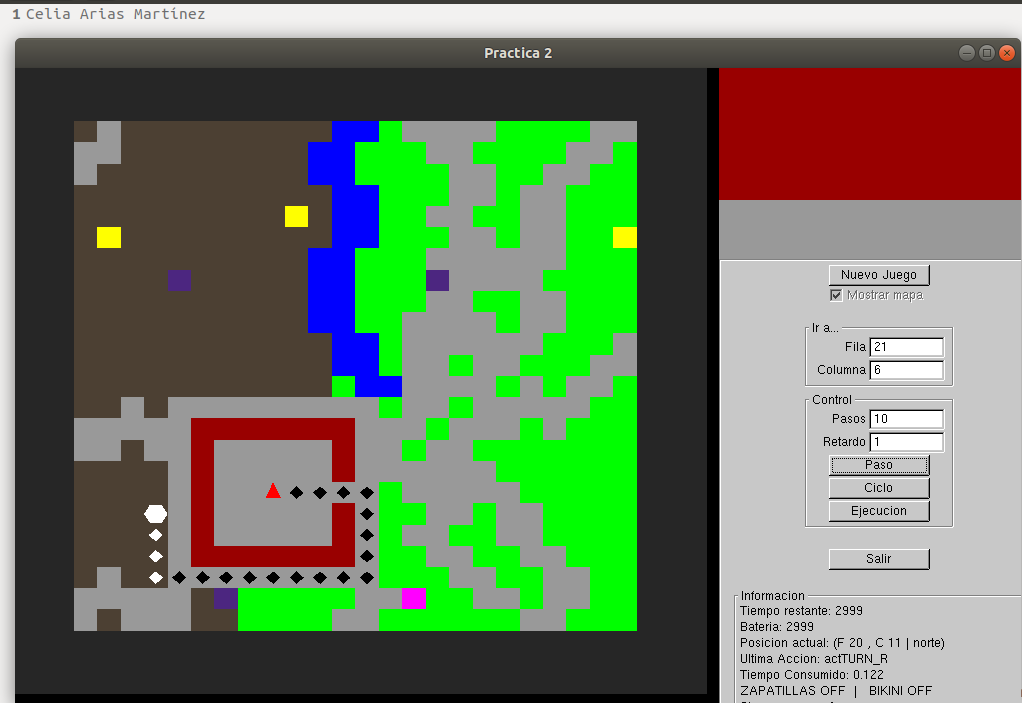 1 Celia Arias Martínez
Practica 2
Nuevo Juego
Mostrar mapa
Ir a...
Fila 21
Columna 6
Control
Pasos 10
Retardo 1
Paso
Ciclo
Ejecucion
Salir
Informacion
Tiempo restante: 2999
Bateria: 2999
Posicion actual: (F 20 , C 11 | norte)
Ultima Accion: actTURN_R
Tiempo Consumido: 0.122
ZAPATILLAS OFF | BIKINI OFF